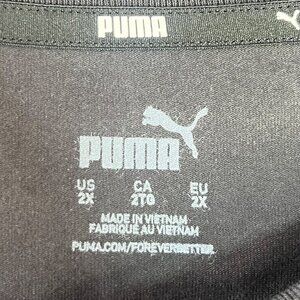 PUMA
PUMA
US CA EU
2X 2TG 2X
MADE IN VIETNAM
FABRIQUÉ AU VIETNAM
PUMA.COM/FOREVERBETTER